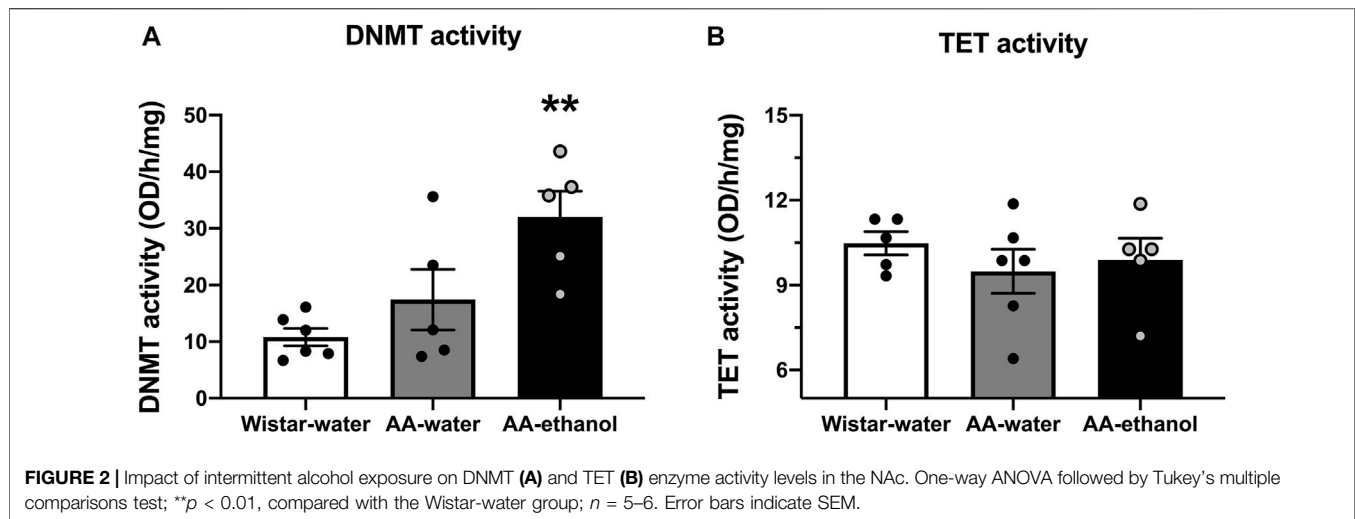 A
DNMT activity
DNMT activity (OD/h/mg)
50
40
30
20
10
0
**
Wistar-water AA-water AA-ethanol
B
TET activity
TET activity (OD/h/mg)
15
12
9
6
Wistar-water AA-water AA-ethanol
FIGURE 2 | Impact of intermittent alcohol exposure on DNMT (A) and TET (B) enzyme activity levels in the NAc. One-way ANOVA followed by Tukey's multiple
comparisons test; **p < 0.01, compared with the Wistar-water group; n = 5–6. Error bars indicate SEM.